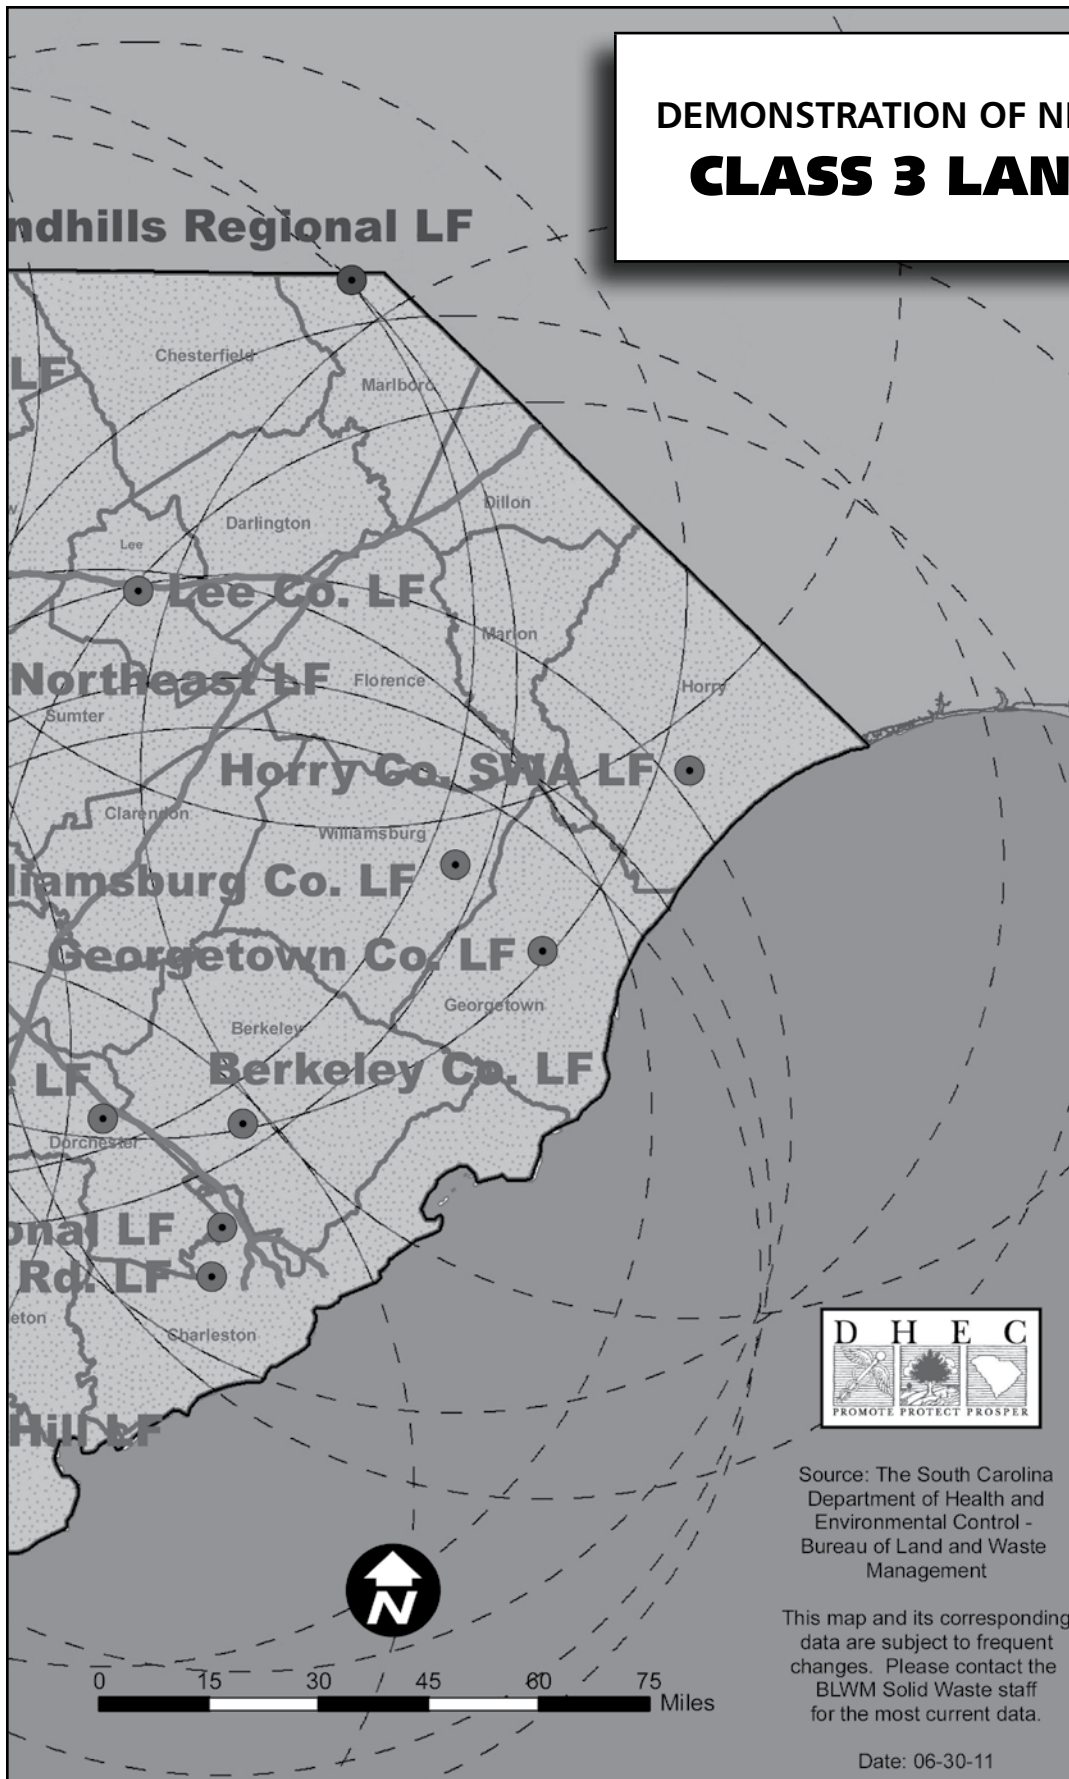 DEMONSTRATION OF N
CLASS 3 LAN
ndhills Regional LF
Chesterfield
LF
Marlboro
Dillon
Darlington
Lee
Lee Co. LF
Marion
Northeast LF
Florence
Horry
Sumter
Horry Co. SWA LF
Clarendon
Williamsburg
liamsburg Co. LF
Georgetown Co. LF
Georgetown
Berkeley
Berkeley Co. LF
LF
Dorchester
onal LF
Rd. LF
eton
Charleston
Hill LF
D H E C
PROMOTE PROTECT PROSPER
Source: The South Carolina
Department of Health and
Environmental Control -
Bureau of Land and Waste
Management
This map and its corresponding
data are subject to frequent
changes. Please contact the
BLWM Solid Waste staff
for the most current data.
Date: 06-30-11
N
0 15 30 45 60 75
Miles